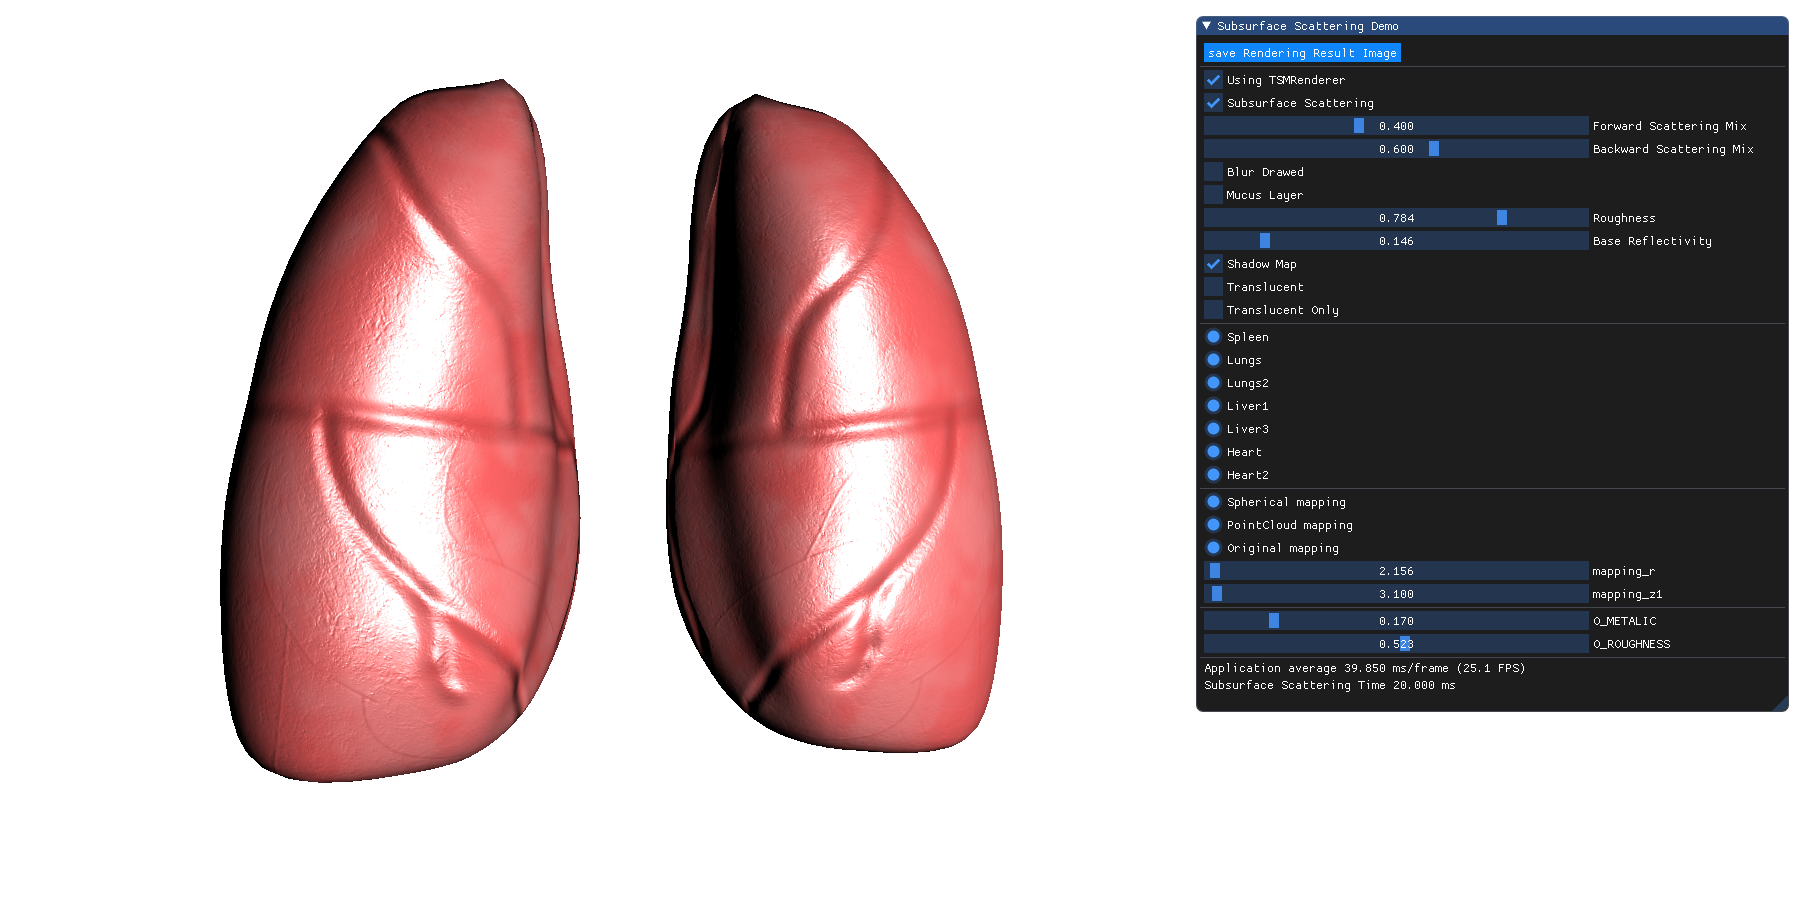 Subsurface Scattering Demo
save Rendering Result Image
Using TSMRenderer
Subsurface Scattering
0.400 Forward Scattering Mix
0.600 Backward Scattering Mix
Blur Drawed
Mucus Layer
0.784 Roughness
0.146 Base Reflectivity
Shadow Map
Translucent
Translucent Only
Spleen
Lungs
Lungs2
Liver1
Liver3
Heart
Heart2
Spherical mapping
PointCloud mapping
Original mapping
2.156 mapping_r
3.100 mapping_z1
0.170 O_METALIC
0.523 O_ROUGHNESS
Application average 39.850 ms/frame (25.1 FPS)
Subsurface Scattering Time 20.000 ms